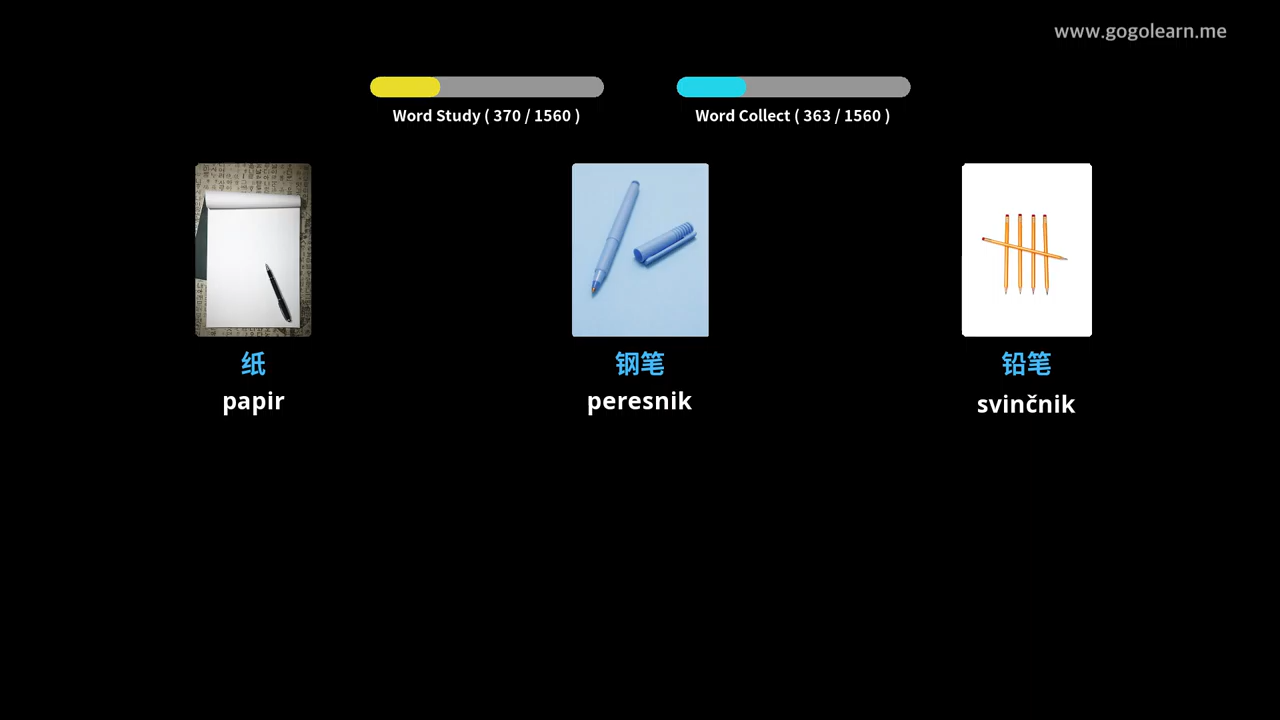 www.gogolearn.me
Word Study ( 370 / 1560 )
Word Collect ( 363 / 1560 )
纸
钢笔
铅笔
papir
peresnik
svinčnik